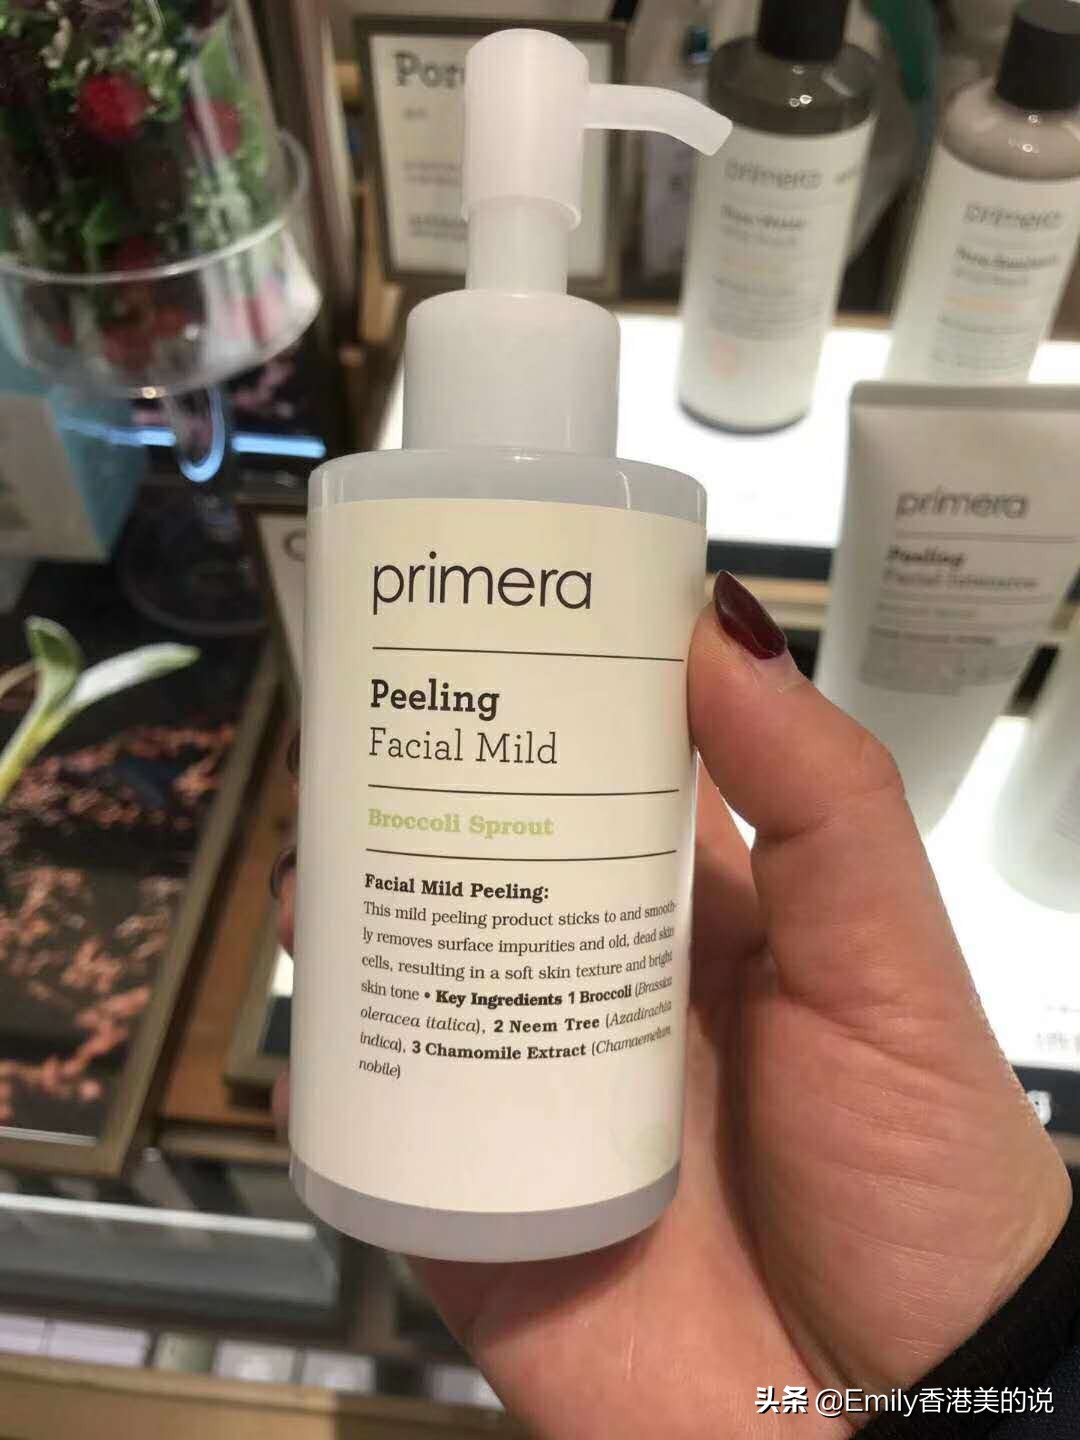 Por
primera
primera
primera
Peeling
primera
Peeling
Facial Mild
Broccoli Sprout
Facial Mild Peeling:
This mild peeling product sticks to and smooth-
ly removes surface impurities and old, dead skin
cells, resulting in a soft skin texture and bright
skin tone • Key Ingredients 1 Broccoli (Brassica
oleracea italica), 2 Neem Tree (Azadirachta
indica), 3 Chamomile Extract (Chamaemelum
nobile)
头条 @Emily香港美的说